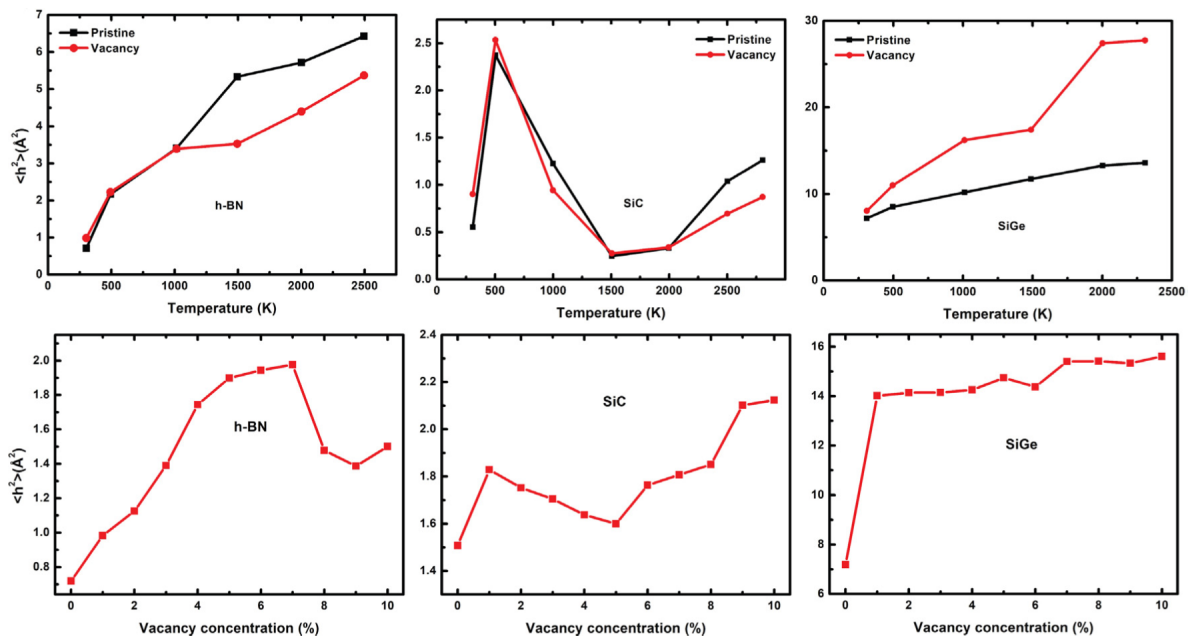 Pristine
Vacancy
h-BN
<h²>(Å²)
7
6
5
4
3
2
1
0
0 500 1000 1500 2000 2500
Temperature (K)
Pristine
Vacancy
SiC
2.5
2.0
1.5
1.0
0.5
0.0
0 500 1000 1500 2000 2500
Temperature (K)
Pristine
Vacancy
SiGe
30
20
10
0
0 500 1000 1500 2000 2500
Temperature (K)
h-BN
<h²>(Å²)
2.0
1.8
1.6
1.4
1.2
1.0
0.8
0 2 4 6 8 10
Vacancy concentration (%)
SiC
2.4
2.2
2.0
1.8
1.6
1.4
0 2 4 6 8 10
Vacancy concentration (%)
SiGe
16
14
12
10
8
6
0 2 4 6 8 10
Vacancy concentration (%)